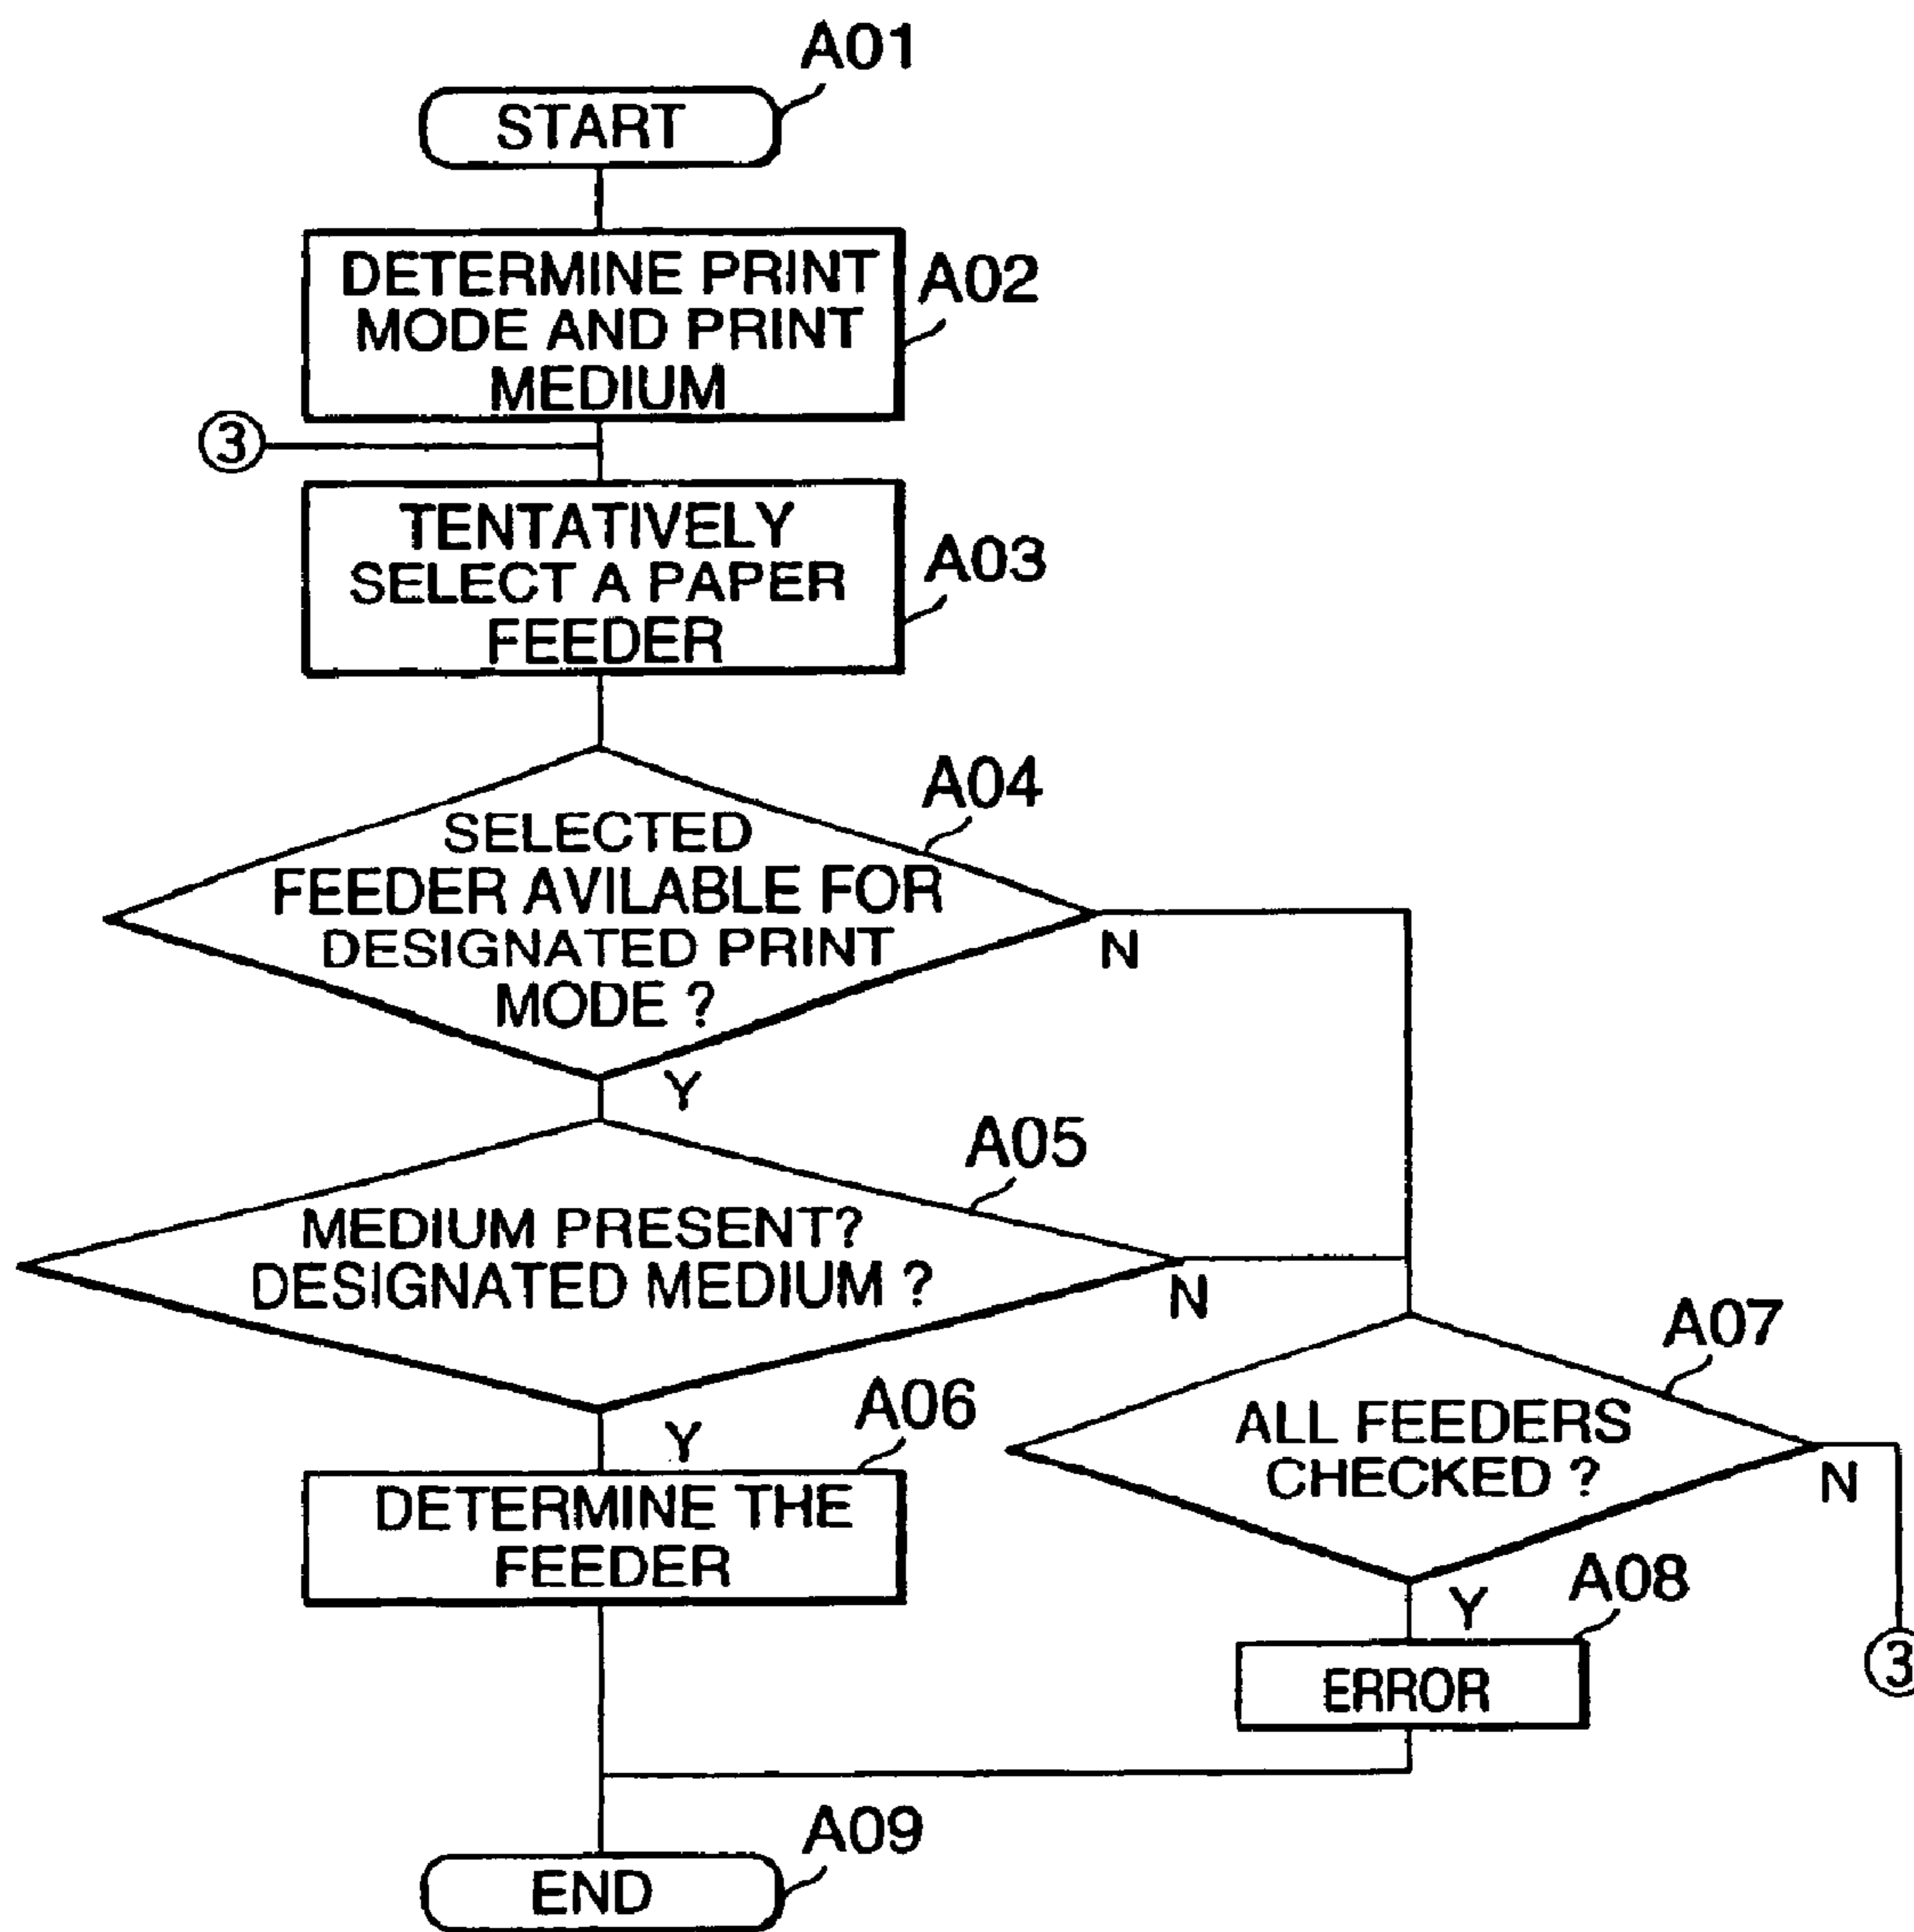 A01
START
DETERMINE PRINT
MODE AND PRINT
MEDIUM
A02
③
TENTATIVELY
SELECT A PAPER
FEEDER
A03
A04
SELECTED
FEEDER AVILABLE FOR
DESIGNATED PRINT
MODE ?
N
Y
A05
MEDIUM PRESENT?
DESIGNATED MEDIUM ?
N
Y
A06
DETERMINE THE
FEEDER
A07
ALL FEEDERS
CHECKED ?
N
Y
A08
ERROR
③
A09
END